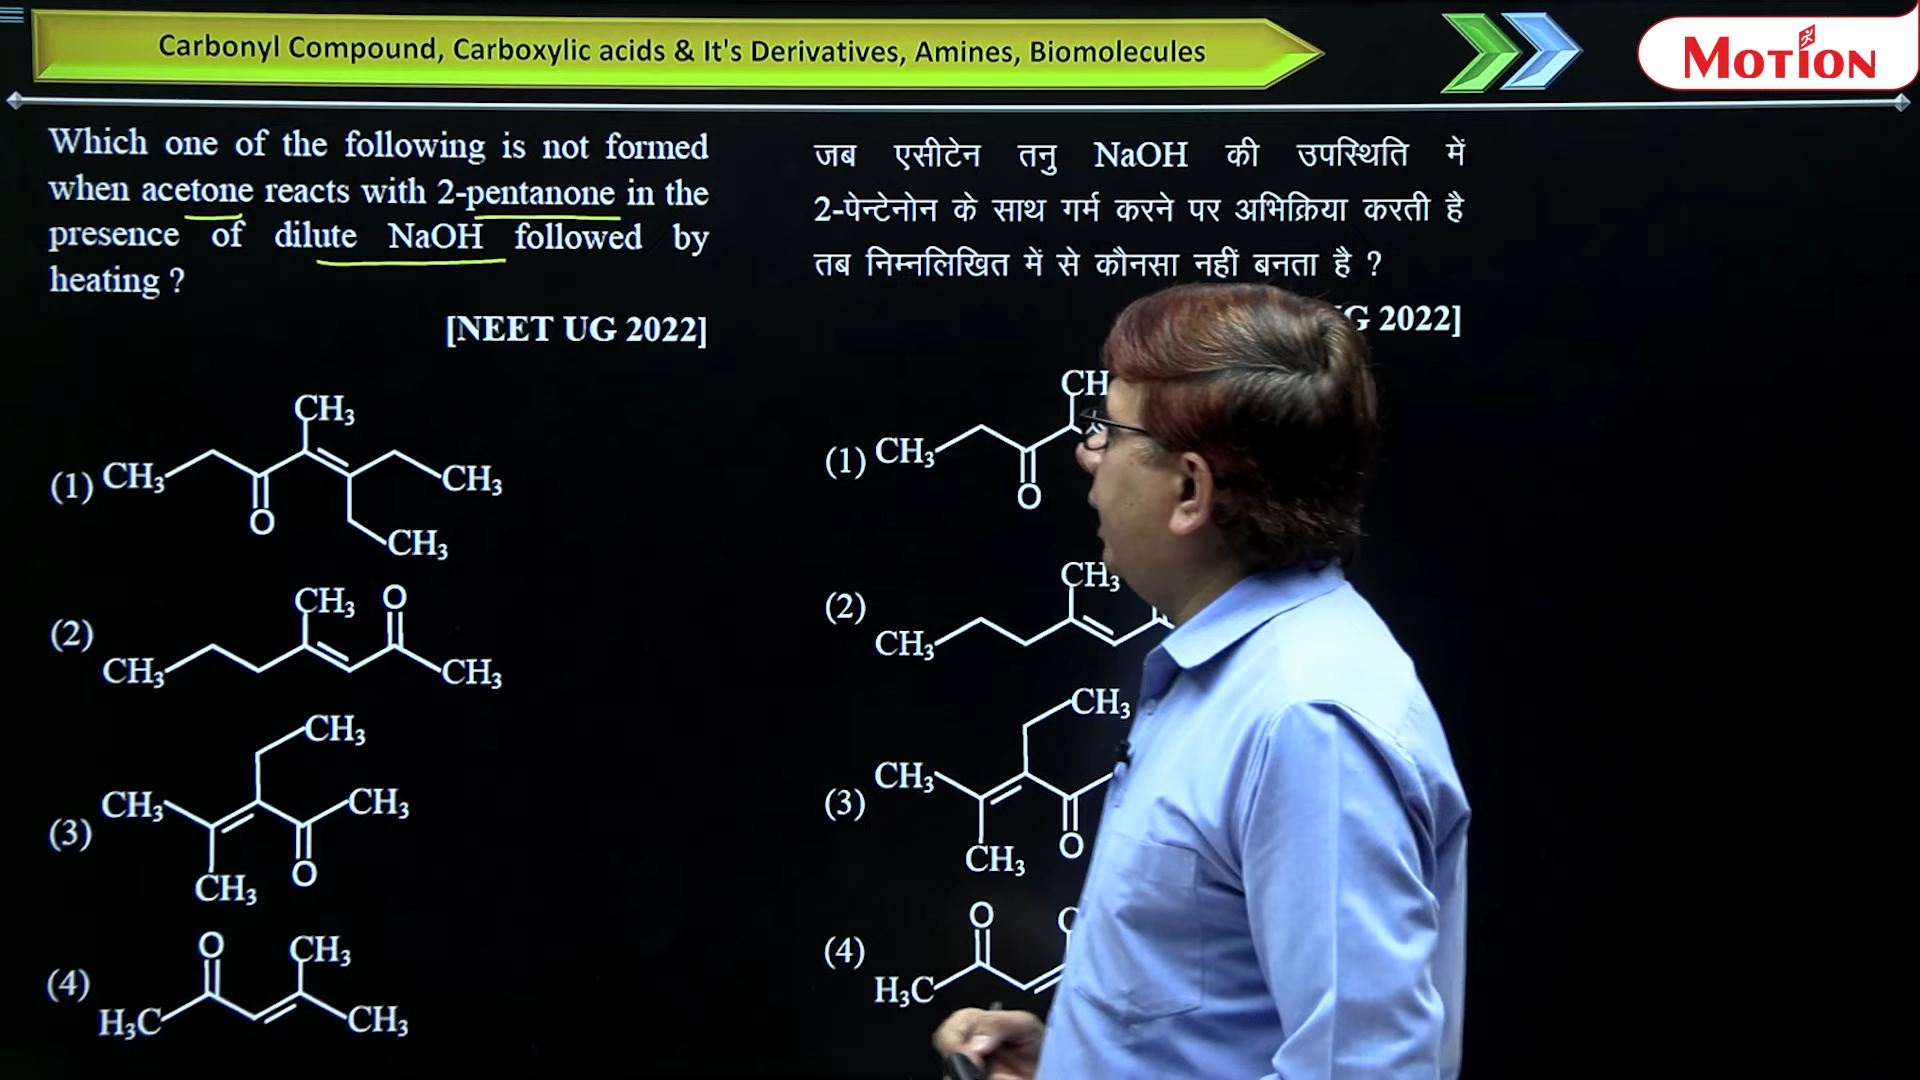 Carbonyl Compound, Carboxylic acids & It's Derivatives, Amines, Biomolecules
MOTION
Which one of the following is not formed
when acetone reacts with 2-pentanone in the
presence of dilute NaOH followed by
heating ?
[NEET UG 2022]
(1) CH₃ CH₃ O CH₃ CH₃
(2) CH₃ CH₃ O CH₃
(3) CH₃ CH₃ CH₃ O CH₃
(4) H₃C O CH₃ CH₃
जब एसीटेन तनु NaOH की उपस्थिति में
2-पेन्टेनोन के साथ गर्म करने पर अभिक्रिया करती है
तब निम्नलिखित में से कौनसा नहीं बनता है ?
G 2022]
(1) CH₃ CH O
(2) CH₃ CH₃
(3) CH₃ CH₃ CH₃ O
(4) H₃C O